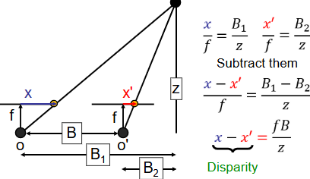 x x'
f f
z
B
o o'
B₁
B₂
x/f = B₁/z x'/f = B₂/z
Subtract them
(x − x')/f = (B₁ − B₂)/z
x − x' = fB/z
Disparity